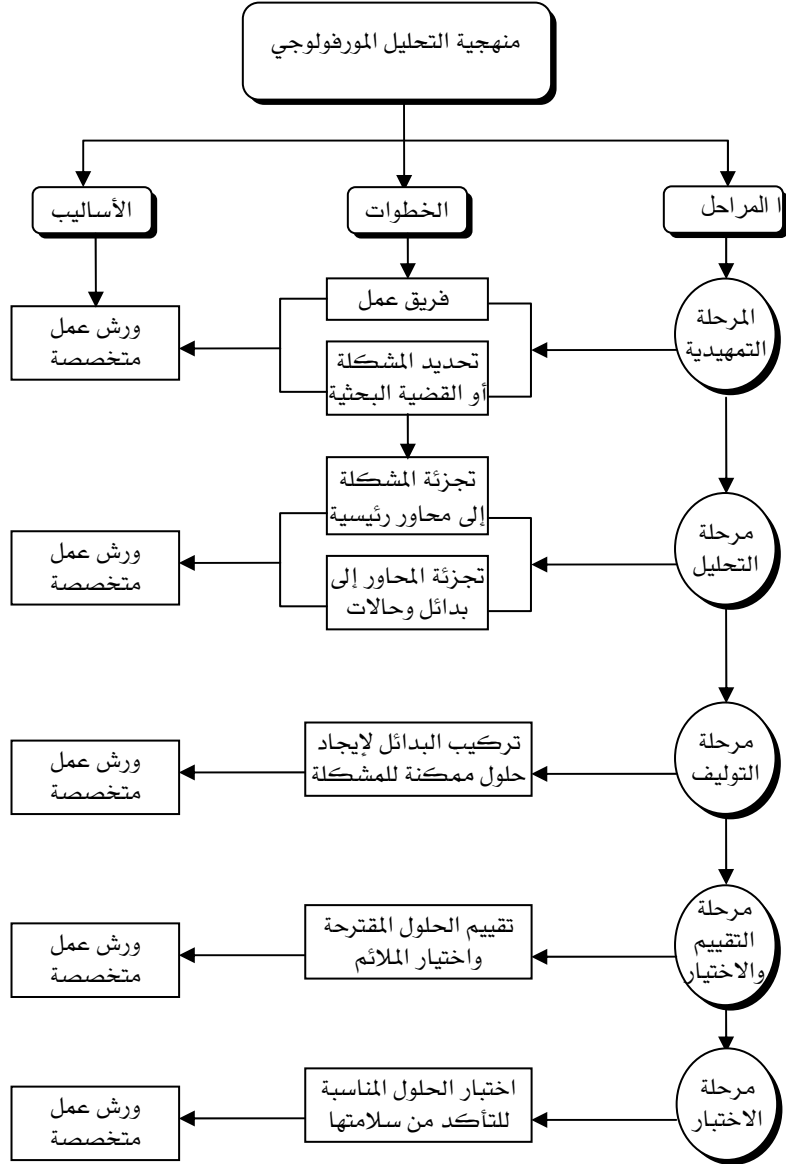 منهجية التحليل المورفولوجي
ا المراحل
الخطوات
الأساليب
المرحلة
التمهيدية
فريق عمل
تحديد المشكلة
أو القضية البحثية
ورش عمل
متخصصة
مرحلة
التحليل
تجزئة المشكلة
إلى محاور رئيسية
تجزئة المحاور إلى
بدائل وحالات
ورش عمل
متخصصة
مرحلة
التوليف
تركيب البدائل لإيجاد
حلول ممكنة للمشكلة
ورش عمل
متخصصة
مرحلة
التقييم
والاختيار
تقييم الحلول المقترحة
واختيار الملائم
ورش عمل
متخصصة
مرحلة
الاختبار
اختبار الحلول المناسبة
للتأكد من سلامتها
ورش عمل
متخصصة